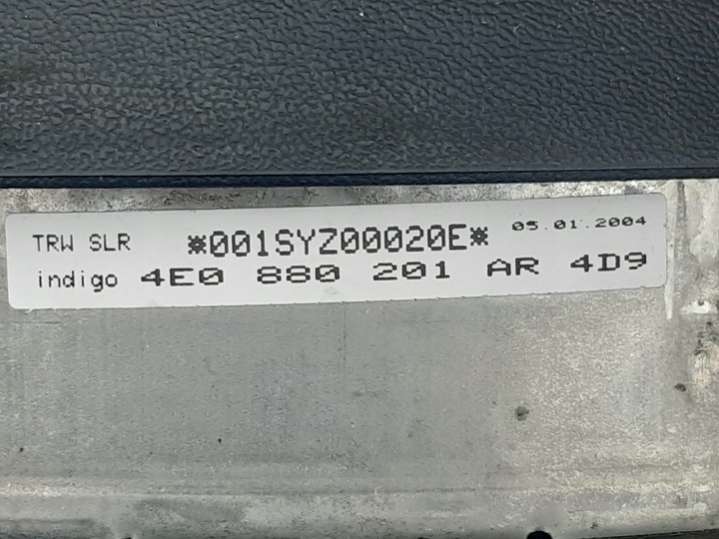 TRW SLR *001SYZ00020E* 05.01.2004
indigo 4E0 880 201 AR 4D9